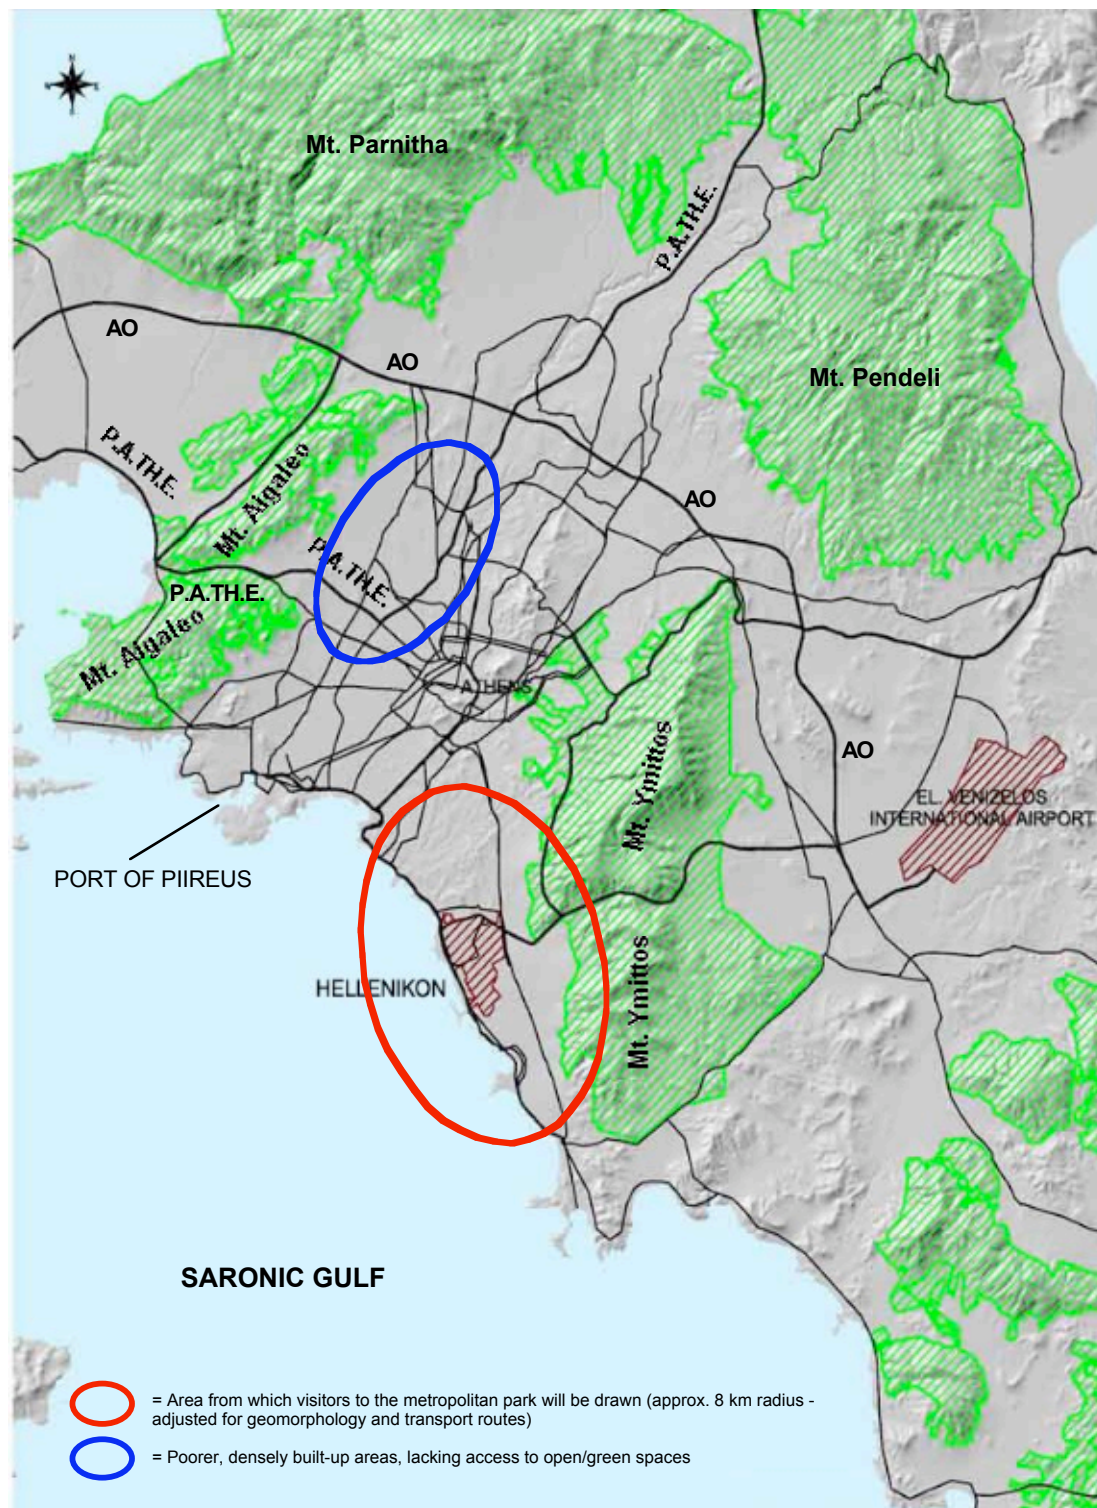 N
Mt. Parnitha
P.A.TH.E.
AO
AO
Mt. Pendeli
P.A.TH.E.
Mt. Aigaleo
AO
P.A.TH.E.
P.A.TH.E.
Mt. Aigaleo
ATHENS
Mt. Ymittos
AO
EL. VENIZELOS
INTERNATIONAL AIRPORT
PORT OF PIIREUS
HELLENIKON
Mt. Ymittos
SARONIC GULF
= Area from which visitors to the metropolitan park will be drawn (approx. 8 km radius -
adjusted for geomorphology and transport routes)
= Poorer, densely built-up areas, lacking access to open/green spaces